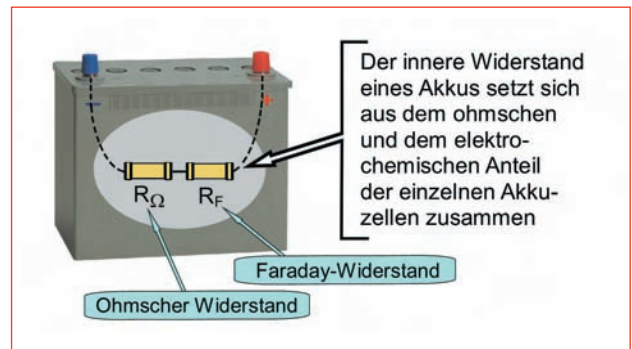 Der innere Widerstand
eines Akkus setzt sich
aus dem ohmschen
und dem elektro-
chemischen Anteil
der einzelnen Akku-
zellen zusammen
– +
RΩ RF
Faraday-Widerstand
Ohmscher Widerstand